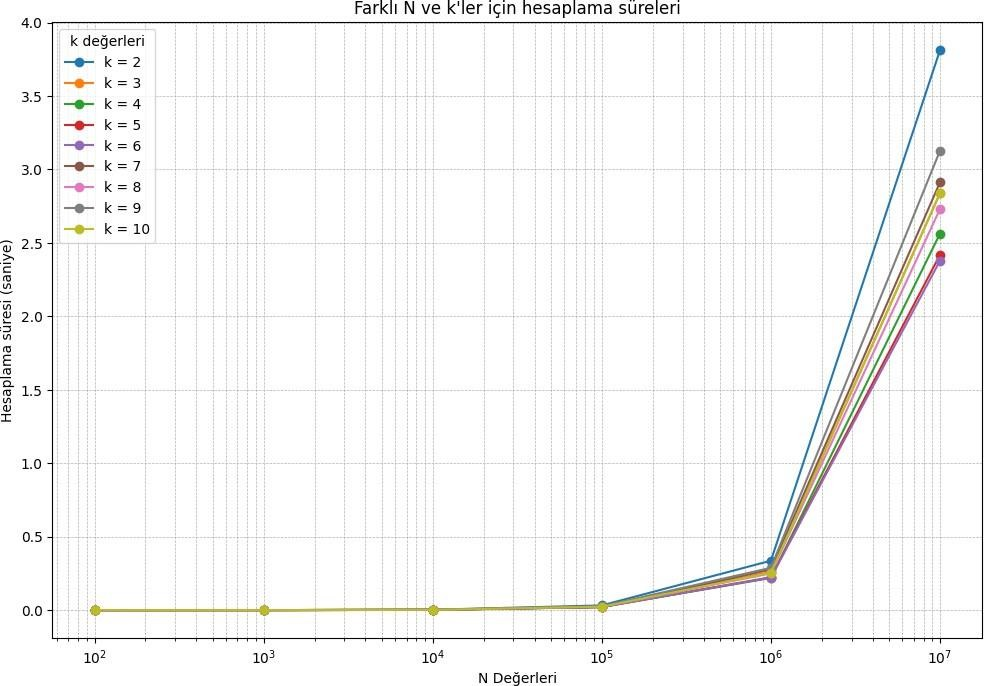 Farklı N ve k'ler için hesaplama süreleri
4.0
3.5
3.0
2.5
2.0
1.5
1.0
0.5
0.0
Hesaplama süresi (saniye)
k değerleri
k = 2
k = 3
k = 4
k = 5
k = 6
k = 7
k = 8
k = 9
k = 10
10² 10³ 10⁴ 10⁵ 10⁶ 10⁷
N Değerleri